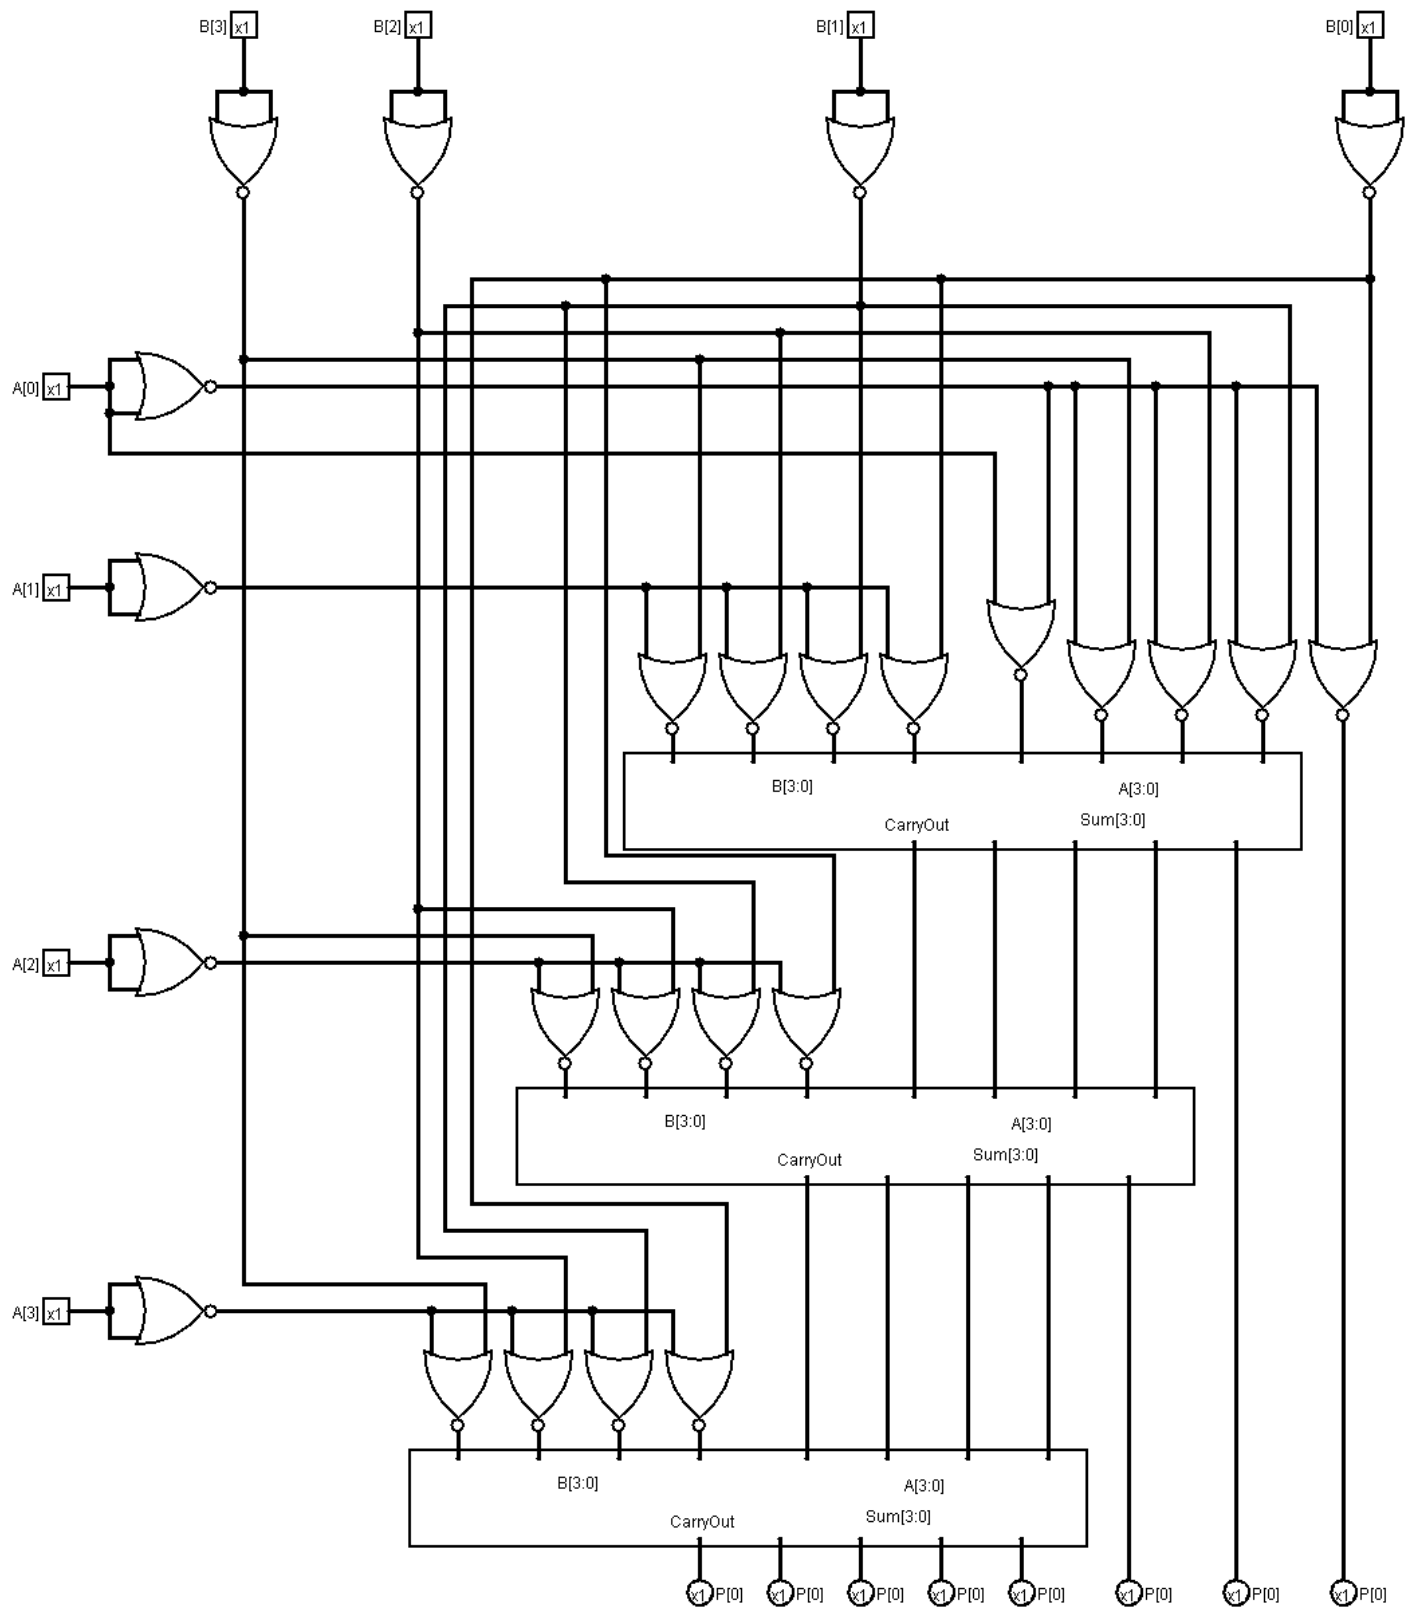 B[3] x1 B[2] x1 B[1] x1 B[0] x1
A[0] x1
A[1] x1
B[3:0] A[3:0]
CarryOut Sum[3:0]
A[2] x1
B[3:0] A[3:0]
CarryOut Sum[3:0]
A[3] x1
B[3:0] A[3:0]
CarryOut Sum[3:0]
x1 P[0] x1 P[0] x1 P[0] x1 P[0] x1 P[0] x1 P[0] x1 P[0] x1 P[0]